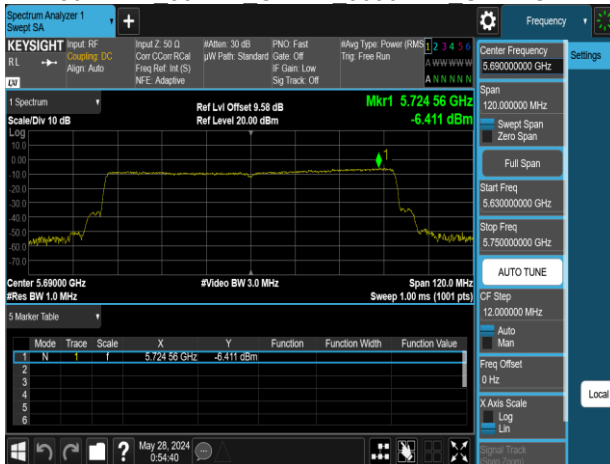 Spectrum Analyzer 1
Swept SA
Frequency
KEYSIGHT
RL
LXI
Input: RF
Coupling: DC
Align: Auto
Input Z: 50 Ω
Corr CCorr RCal
Freq Ref: Int (S)
NFE: Adaptive
#Atten: 30 dB
µW Path: Standard
PNO: Fast
Gate: Off
IF Gain: Low
Sig Track: Off
#Avg Type: Power (RMS
Trig: Free Run
1 2 3 4 5 6
A W W W W W
A N N N N N
1 Spectrum
Scale/Div 10 dB
Ref Lvl Offset 9.58 dB
Ref Level 20.00 dBm
Mkr1 5.724 56 GHz
-6.411 dBm
Log
10.0
0.00
-10.0
-20.0
-30.0
-40.0
-50.0
-60.0
-70.0
1
Center 5.69000 GHz
#Res BW 1.0 MHz
#Video BW 3.0 MHz
Span 120.0 MHz
Sweep 1.00 ms (1001 pts)
5 Marker Table
Mode Trace Scale X Y Function Function Width Function Value
1 N 1 f 5.724 56 GHz -6.411 dBm
2
3
4
5
6
May 28, 2024
0:54:40
Center Frequency
5.690000000 GHz
Span
120.000000 MHz
Swept Span
Zero Span
Full Span
Start Freq
5.630000000 GHz
Stop Freq
5.750000000 GHz
AUTO TUNE
CF Step
12.000000 MHz
Auto
Man
Freq Offset
0 Hz
X Axis Scale
Log
Lin
Signal Track
(Span Zoom)
Settings
Local